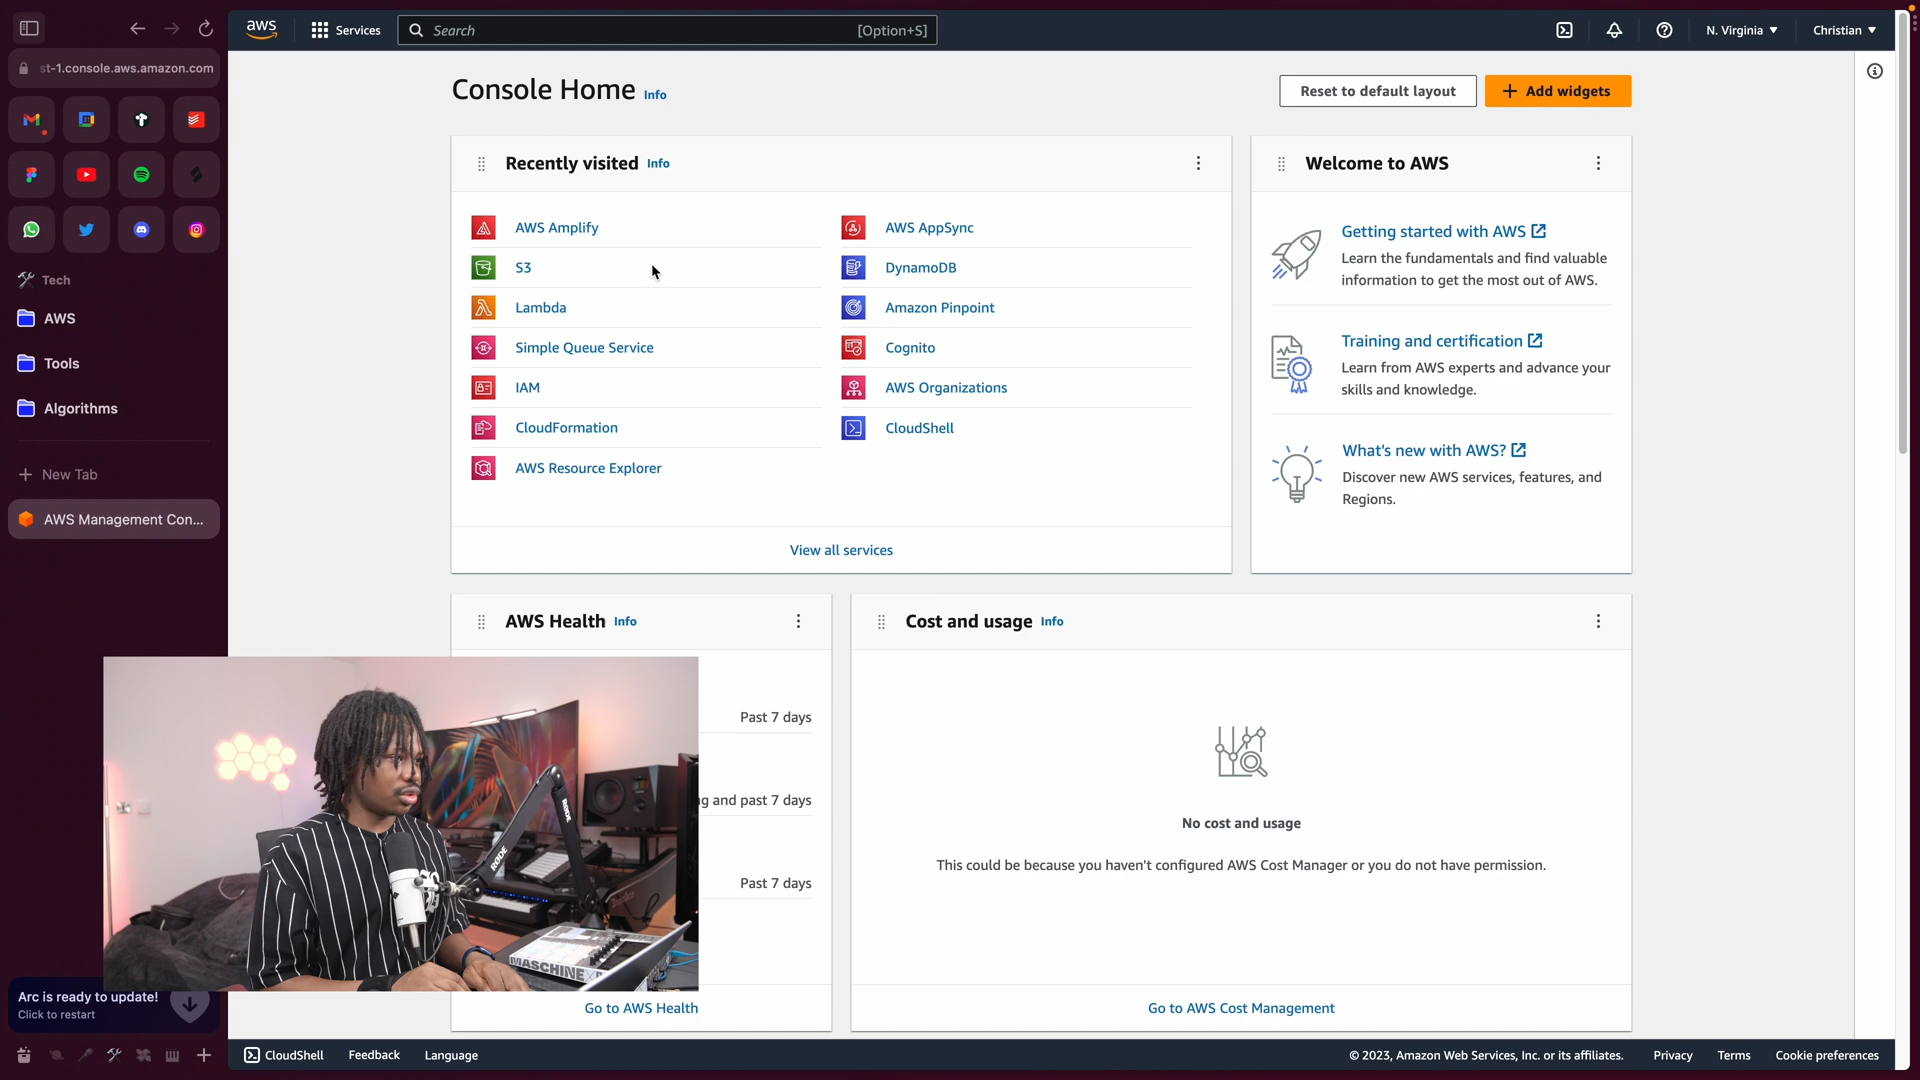 aws
Services
Search
[Option+S]
N. Virginia ▼
Christian ▼
st-1.console.aws.amazon.com
Tech
AWS
Tools
Algorithms
+ New Tab
AWS Management Con...
Arc is ready to update!
Click to restart
Console Home
Info
Reset to default layout
+ Add widgets
Recently visited
Info
AWS Amplify
S3
Lambda
Simple Queue Service
IAM
CloudFormation
AWS Resource Explorer
AWS AppSync
DynamoDB
Amazon Pinpoint
Cognito
AWS Organizations
CloudShell
View all services
Welcome to AWS
Getting started with AWS
Learn the fundamentals and find valuable
information to get the most out of AWS.
Training and certification
Learn from AWS experts and advance your
skills and knowledge.
What's new with AWS?
Discover new AWS services, features, and
Regions.
AWS Health
Info
Past 7 days
and past 7 days
Past 7 days
Go to AWS Health
Cost and usage
Info
No cost and usage
This could be because you haven't configured AWS Cost Manager or you do not have permission.
Go to AWS Cost Management
RØDE
RØDE
MASCHINE
CloudShell
Feedback
Language
© 2023, Amazon Web Services, Inc. or its affiliates.
Privacy
Terms
Cookie preferences